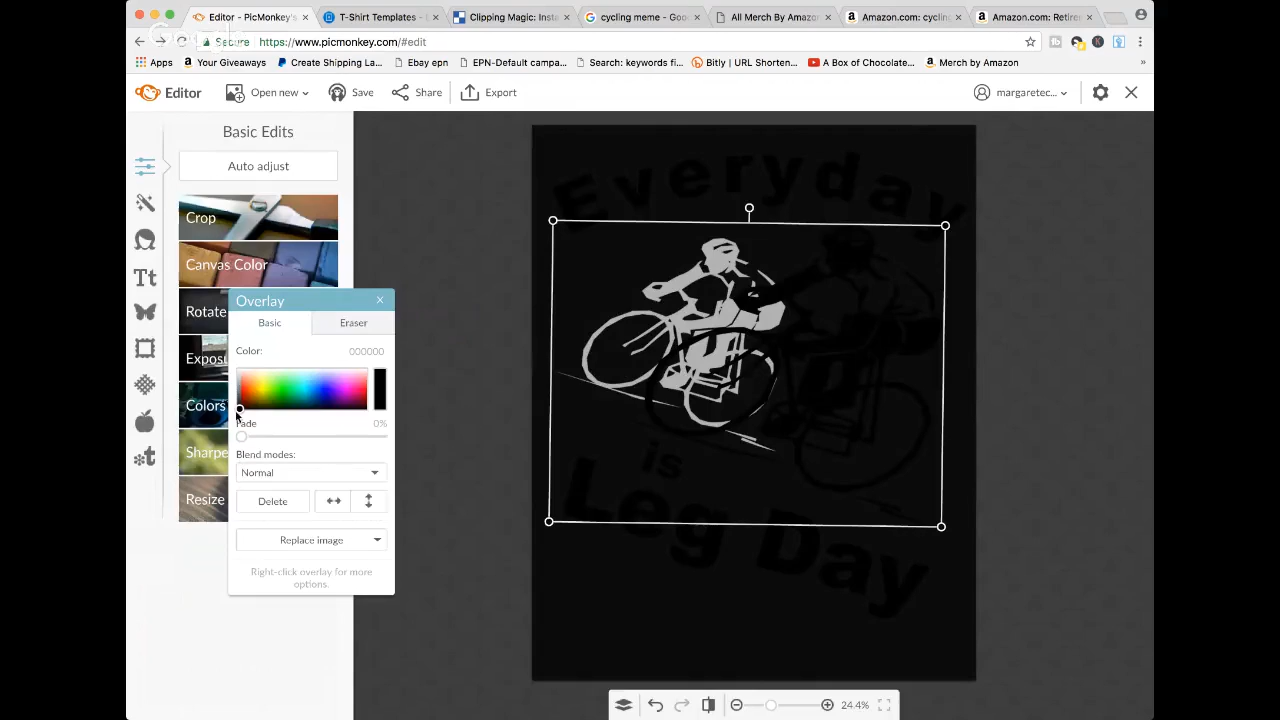 Editor - PicMonkey's
T-Shirt Templates -
Clipping Magic: Insta
cycling meme - Goo
All Merch By Amazo
Amazon.com: cyclin
Amazon.com: Retire
Secure https://www.picmonkey.com/#edit
Apps Your Giveaways Create Shipping La... Ebay epn EPN-Default campa... Search: keywords fi... Bitly | URL Shorten... A Box of Chocolate... Merch by Amazon »
Editor Open new Save Share Export margaretec...
Basic Edits
Auto adjust
Crop
Canvas Color
Rotate
Expos
Colors
Sharpe
Resize
Overlay
Basic Eraser
Color: 000000
Fade 0%
Blend modes:
Normal
Delete
Replace image
Right-click overlay for more
options.
Everyday
is
Leg Day
24.4%